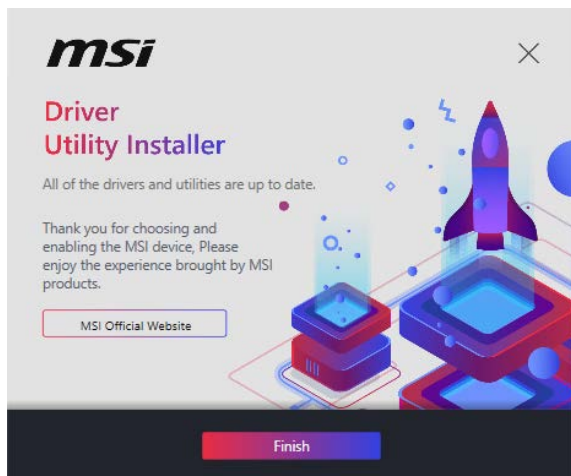 msi
Driver
Utility Installer
All of the drivers and utilities are up to date.
Thank you for choosing and
enabling the MSI device, Please
enjoy the experience brought by MSI
products.
MSI Official Website
Finish